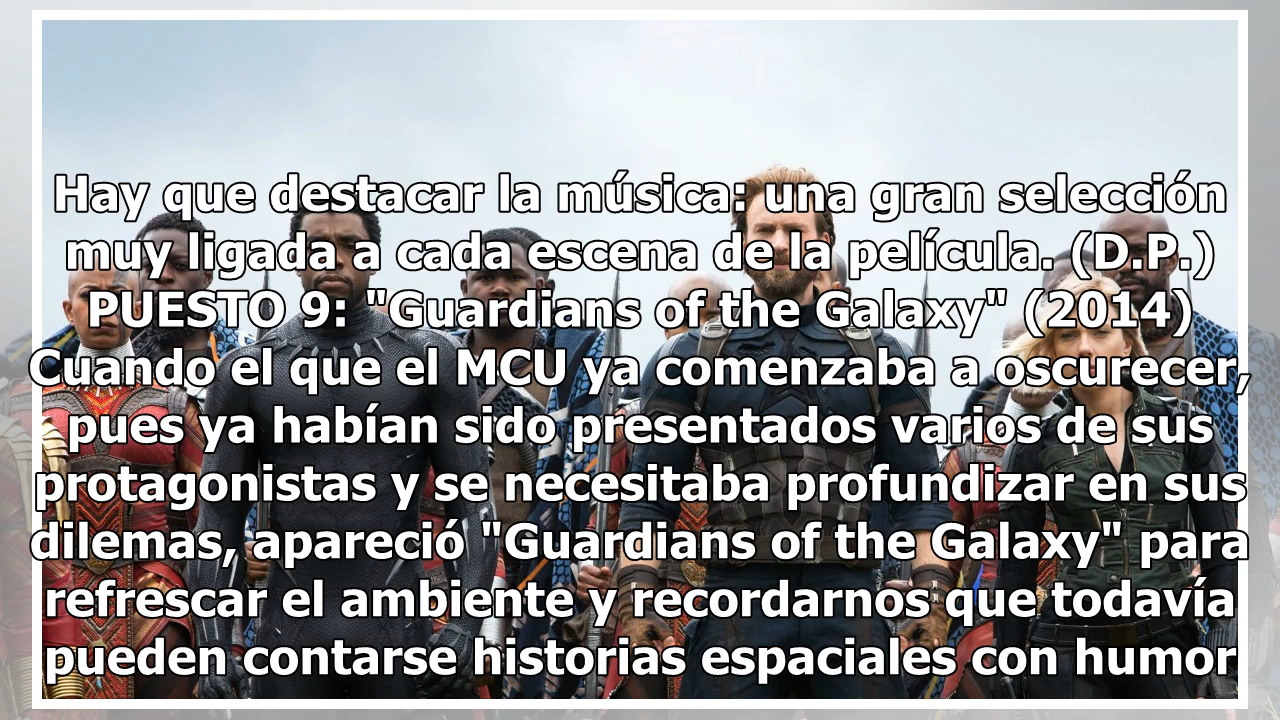 Hay que destacar la música: una gran selección
muy ligada a cada escena de la película. (D.P.)
PUESTO 9: "Guardians of the Galaxy" (2014)
Cuando el que el MCU ya comenzaba a oscurecer,
pues ya habían sido presentados varios de sus
protagonistas y se necesitaba profundizar en sus
dilemas, apareció "Guardians of the Galaxy" para
refrescar el ambiente y recordarnos que todavía
pueden contarse historias espaciales con humor